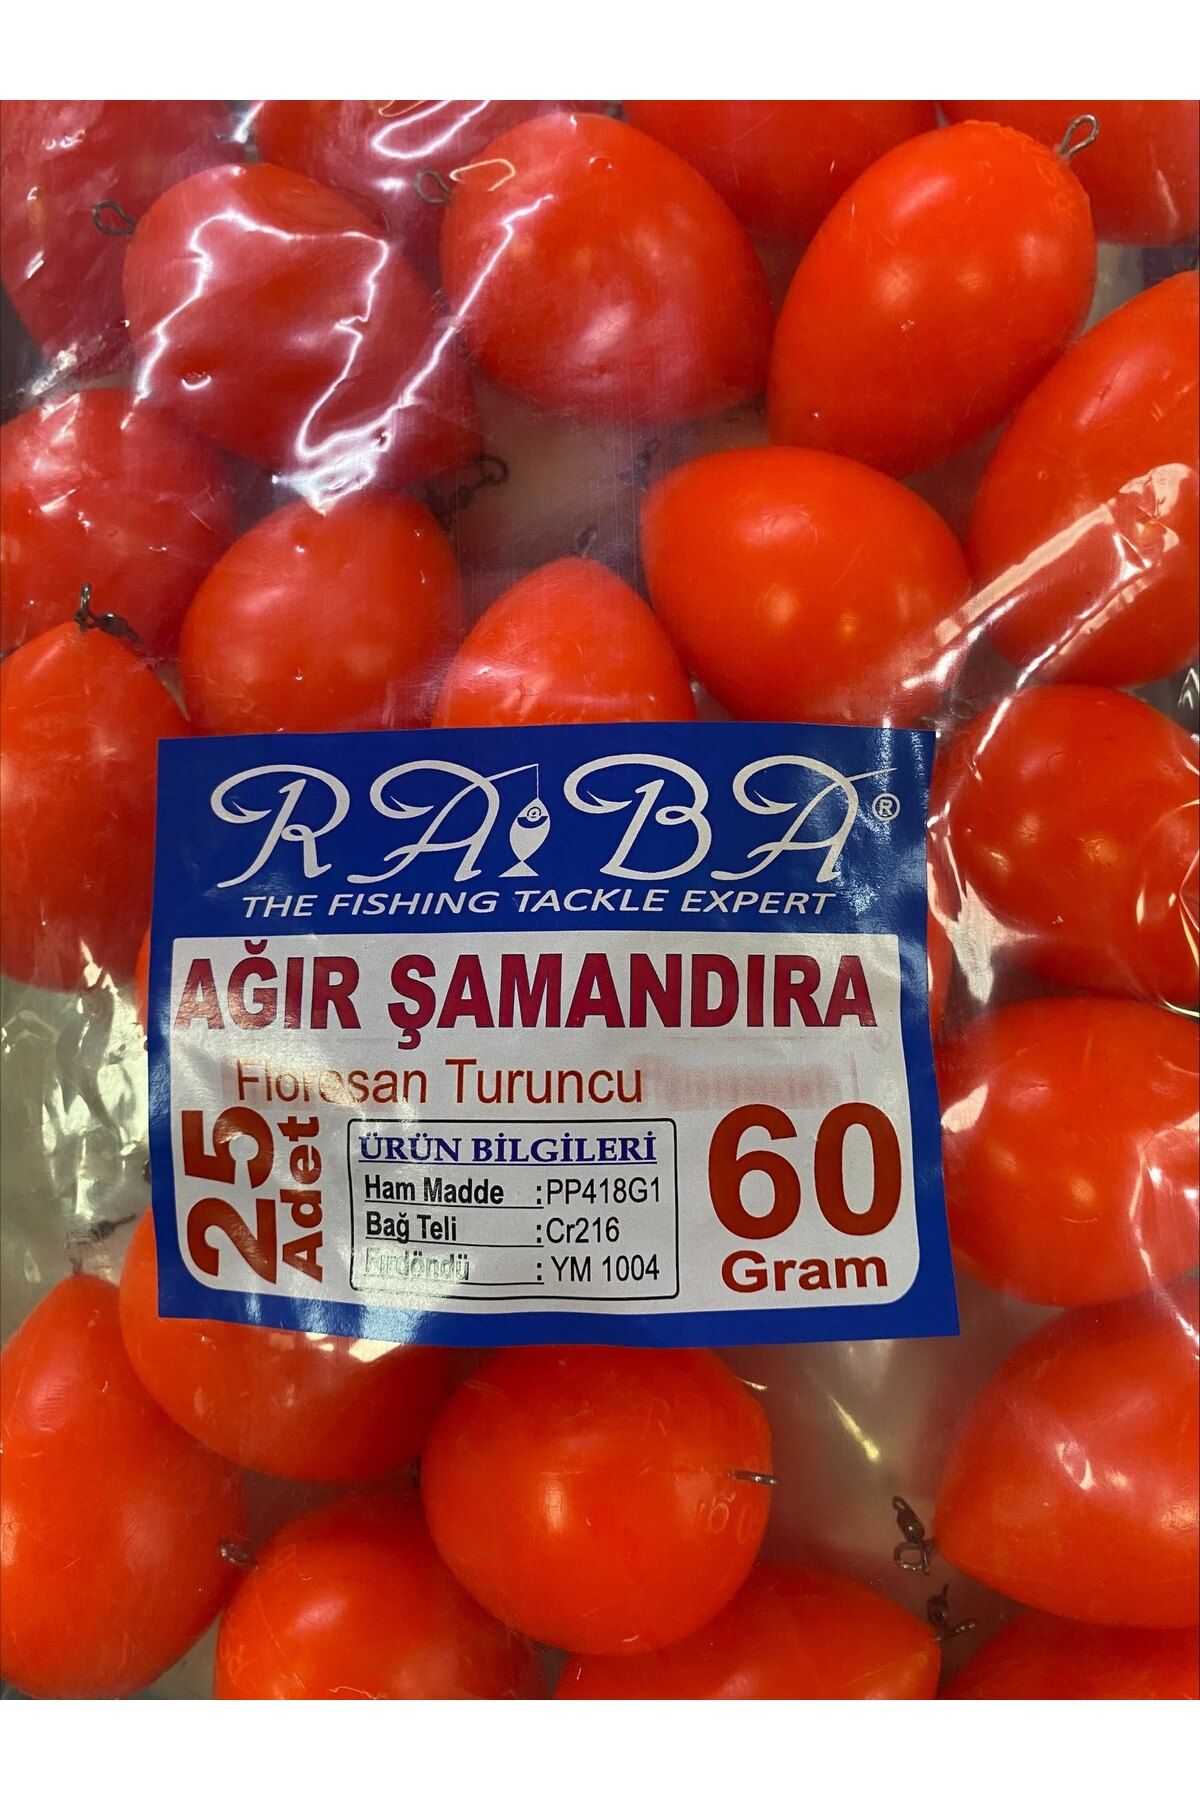 RABA®
THE FISHING TACKLE EXPERT
AĞIR ŞAMANDIRA
Floresan Turuncu
25 Adet
ÜRÜN BİLGİLERİ
Ham Madde :PP418G1
Bağ Teli :Cr216
Fırdöndü : YM 1004
60
Gram